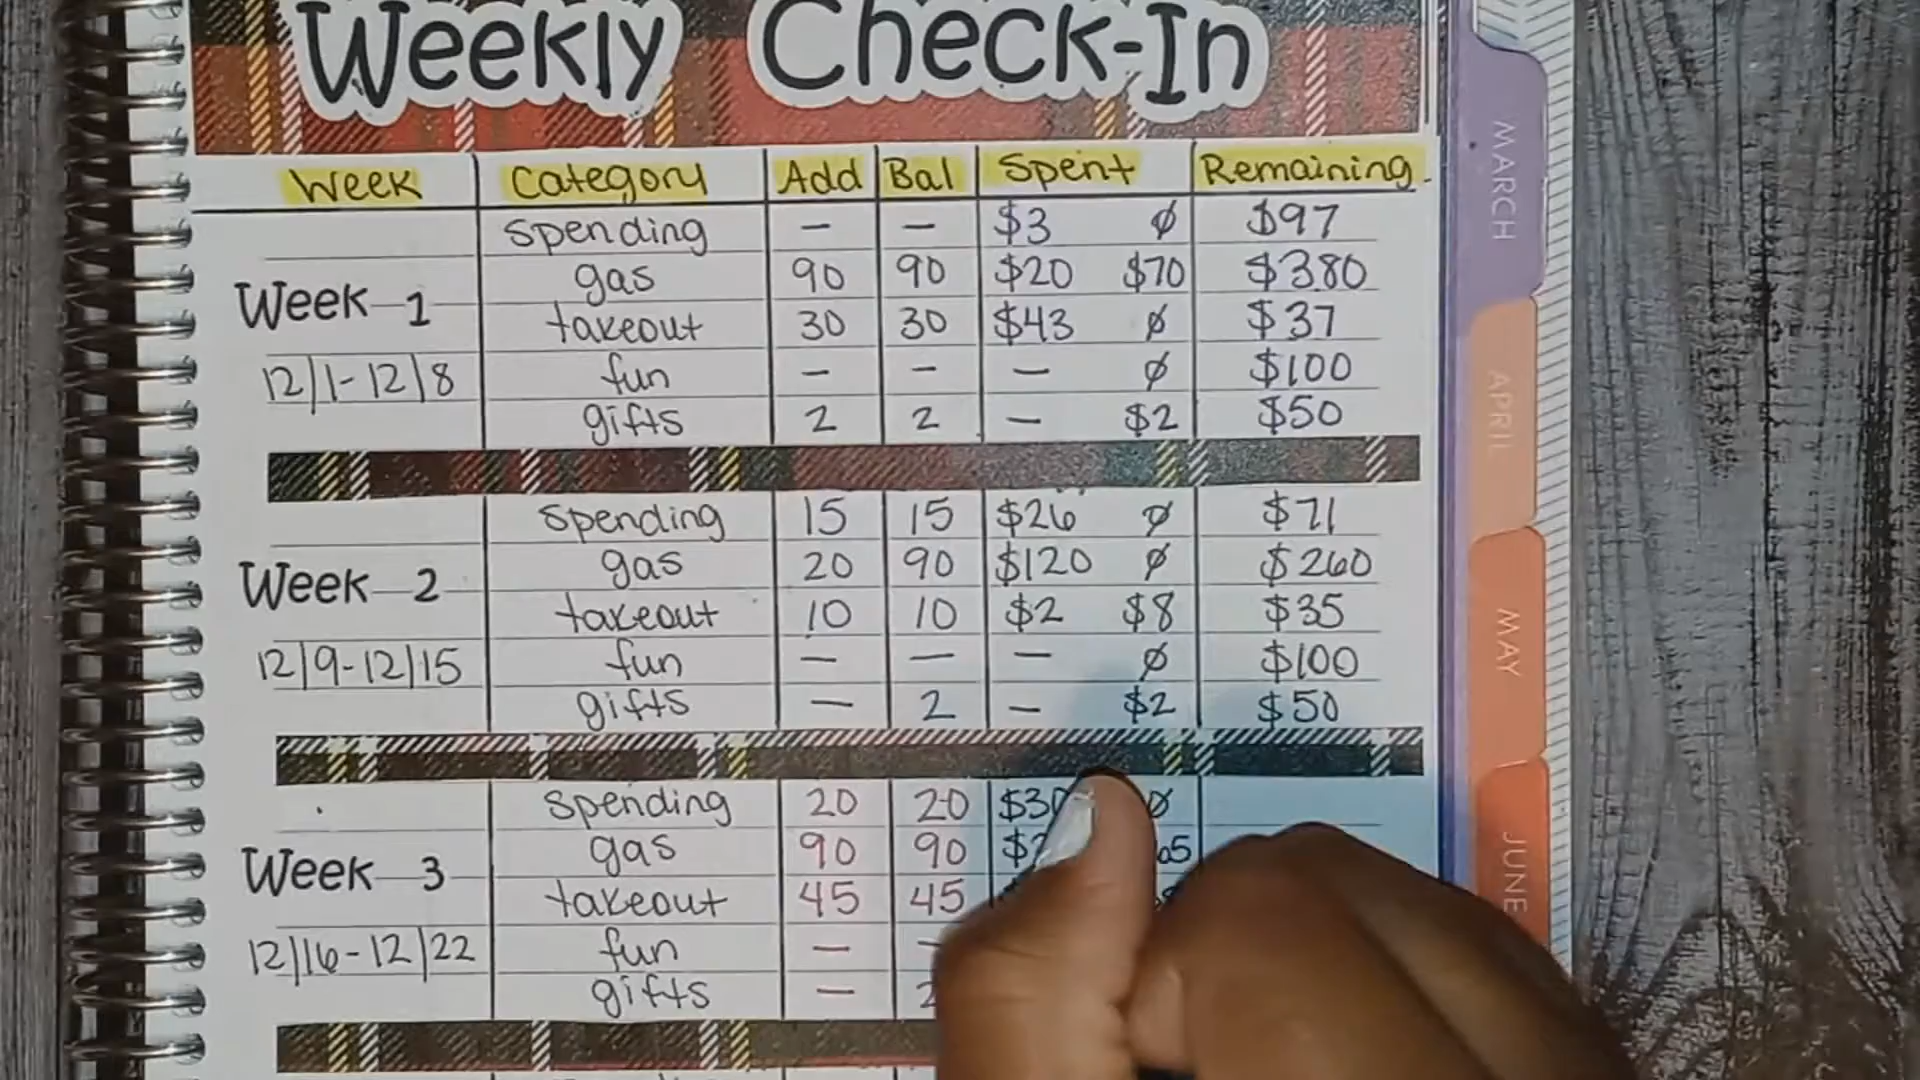 Weekly Check-In
Week Category Add Bal Spent Remaining
spending — — $3 ∅ $97
gas 90 90 $20 $70 $380
Week 1
takeout 30 30 $43 ∅ $37
12/1-12/8 fun — — — ∅ $100
gifts 2 2 — $2 $50
spending 15 15 $26 ∅ $71
gas 20 90 $120 ∅ $260
Week 2
takeout 10 10 $2 $8 $35
12/9-12/15 fun — — — ∅ $100
gifts — 2 — $2 $50
spending 20 20 $30 ∅
gas 90 90
Week 3
takeout 45 45
12/16-12/22 fun —
gifts — 2
MARCH
APRIL
MAY
JUNE